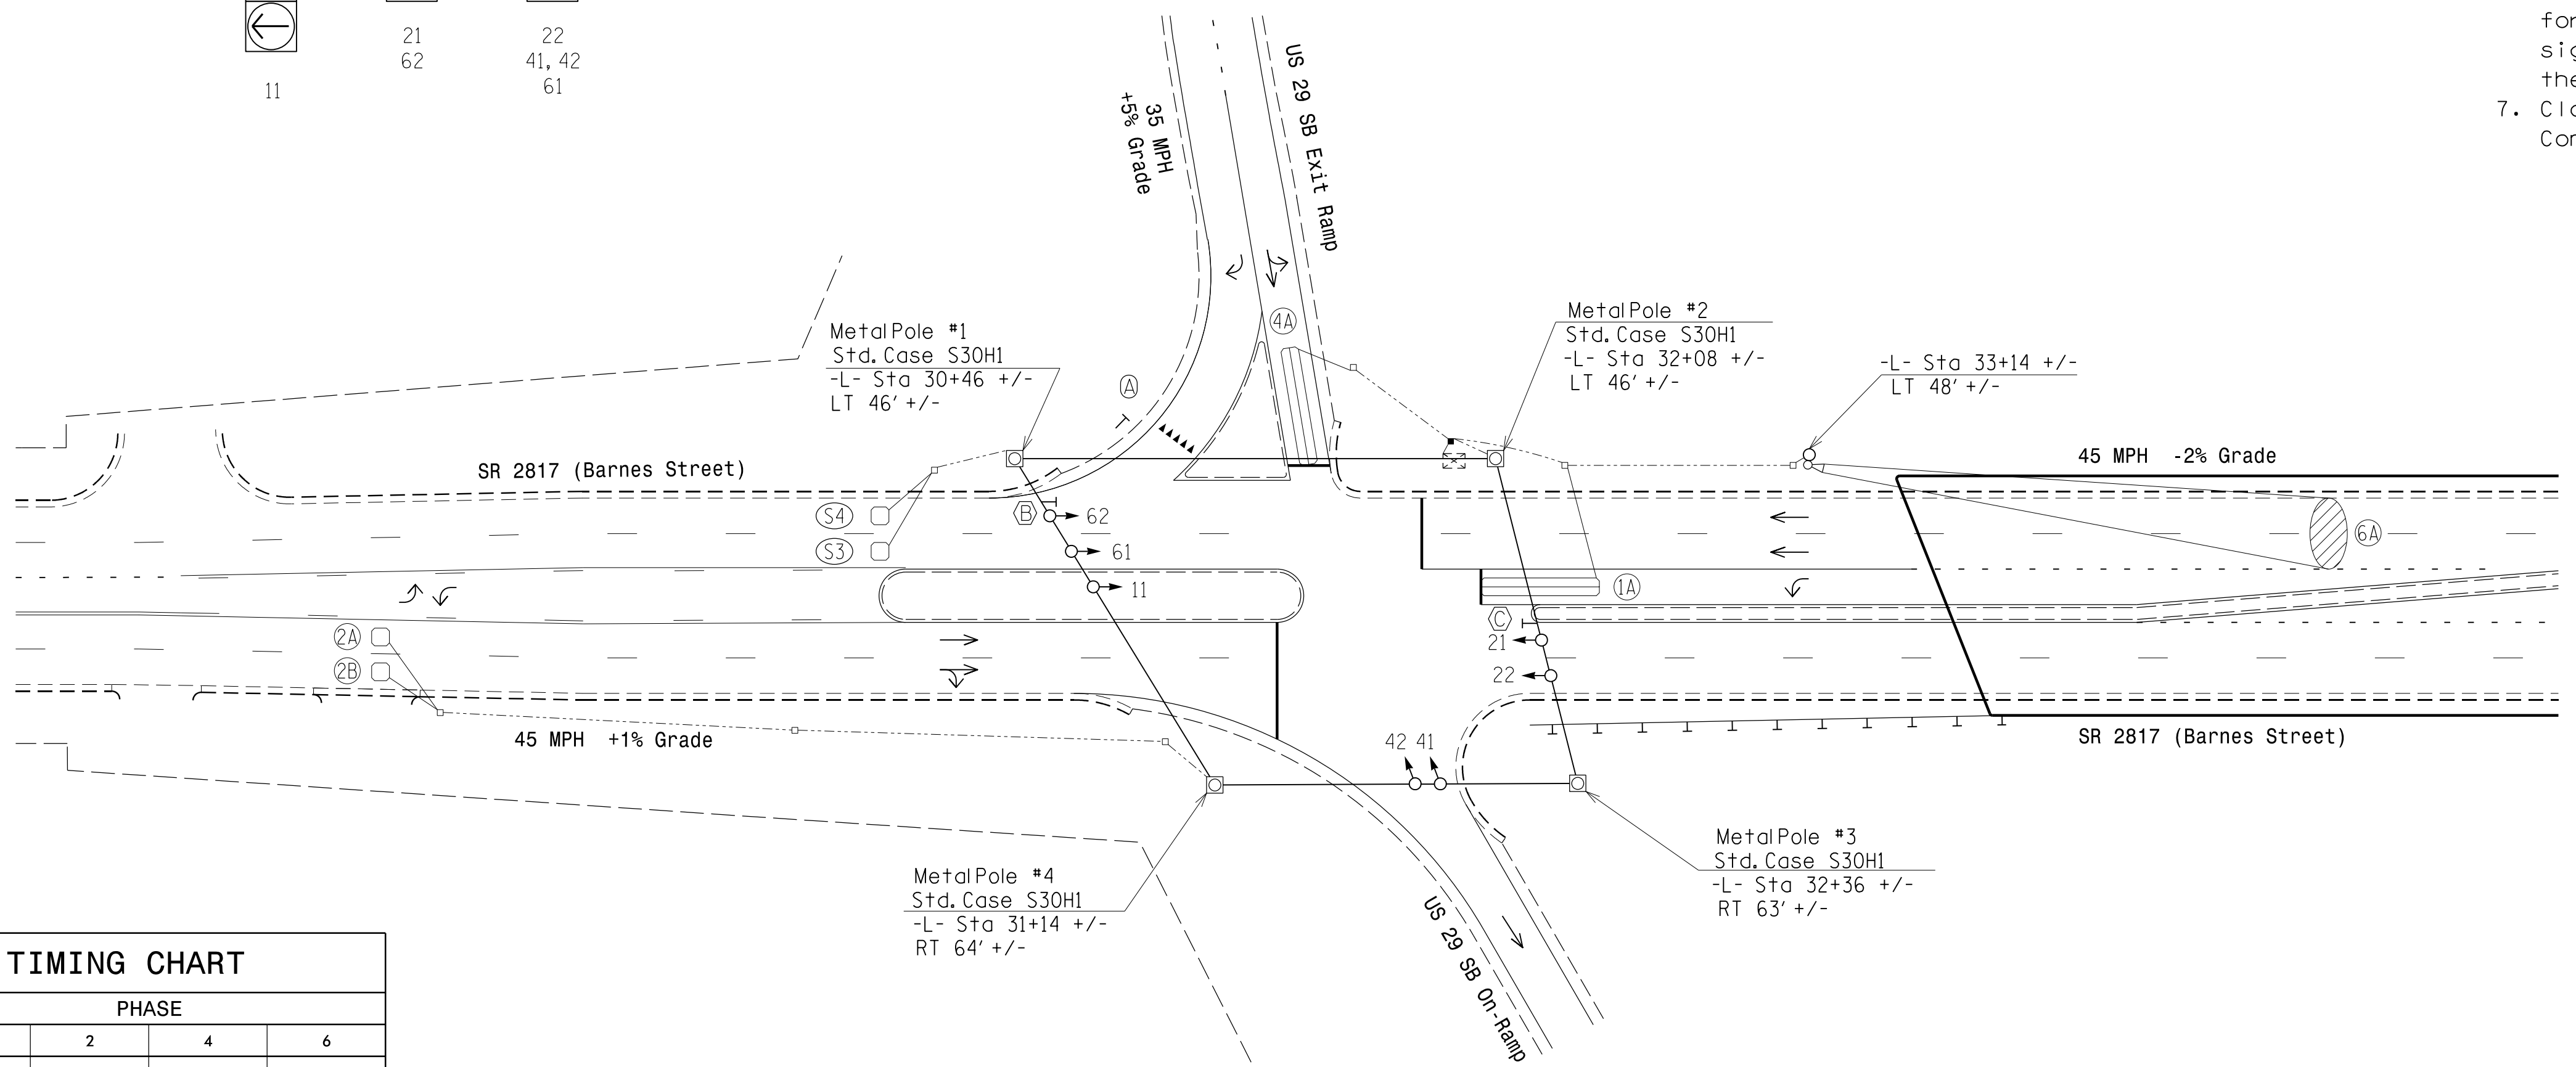 11
21
62
22
41, 42
61
7.
35 MPH
+5% Grade
US 29 SB Exit Ramp
4A
Metal Pole #1
Std. Case S30H1
-L- Sta 30+46 +/-
LT 46' +/-
A
Metal Pole #2
Std. Case S30H1
-L- Sta 32+08 +/-
LT 46' +/-
-L- Sta 33+14 +/-
LT 48' +/-
SR 2817 (Barnes Street)
45 MPH -2% Grade
S4
S3
B
62
61
11
6A
1A
C
21
22
2A
2B
45 MPH +1% Grade
42 41
SR 2817 (Barnes Street)
Metal Pole #4
Std. Case S30H1
-L- Sta 31+14 +/-
RT 64' +/-
Metal Pole #3
Std. Case S30H1
-L- Sta 32+36 +/-
RT 63' +/-
US 29 SB On-Ramp
TIMING CHART
PHASE
2 4 6